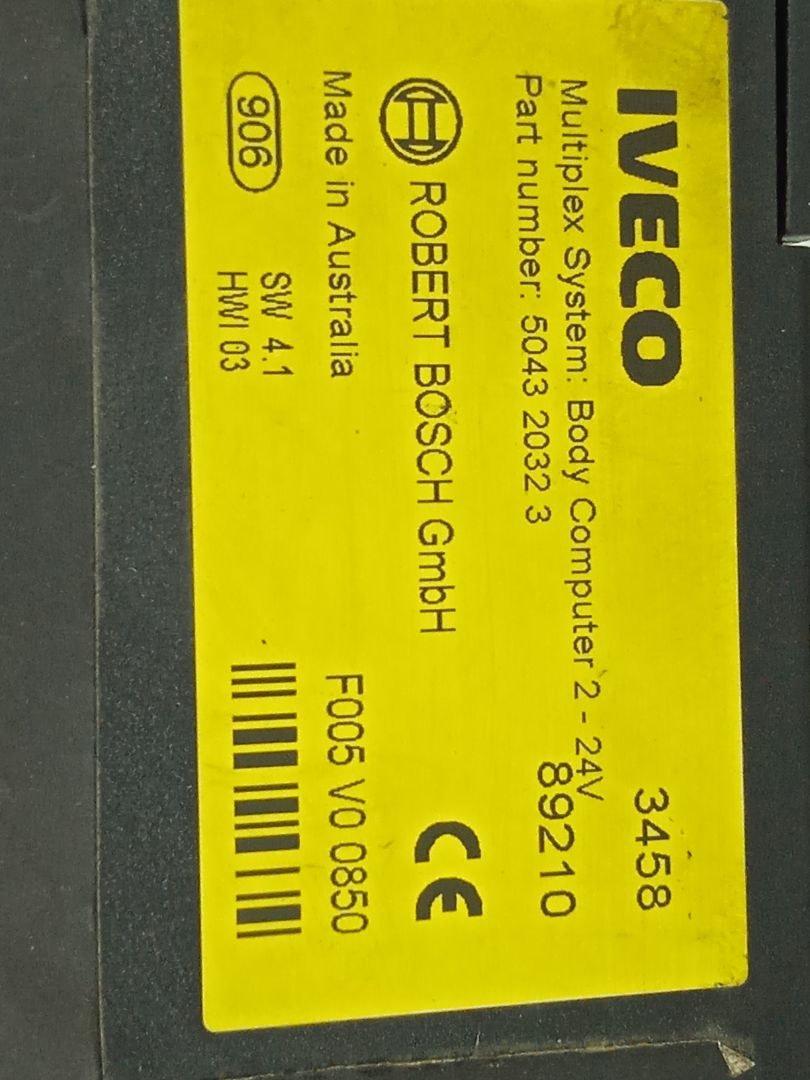 IVECO
3458
Multiplex System: Body Computer 2 - 24V
Part number: 5043 2032 3
89210
ROBERT BOSCH GmbH
CE
Made in Australia
F005 V0 0850
906
SW 4.1
HWI 03